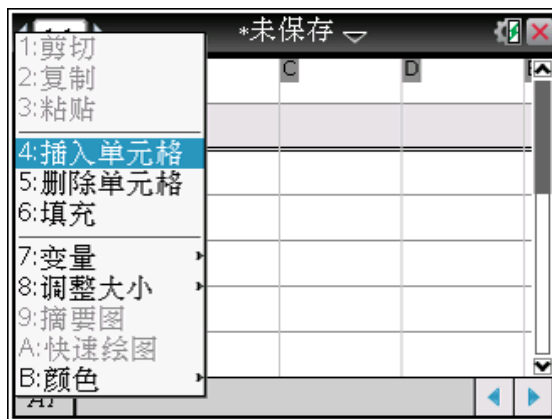 *未保存
1:剪切
2:复制
3:粘贴
4:插入单元格
5:删除单元格
6:填充
7:变量
8:调整大小
9:摘要图
A:快速绘图
B:颜色
C
D